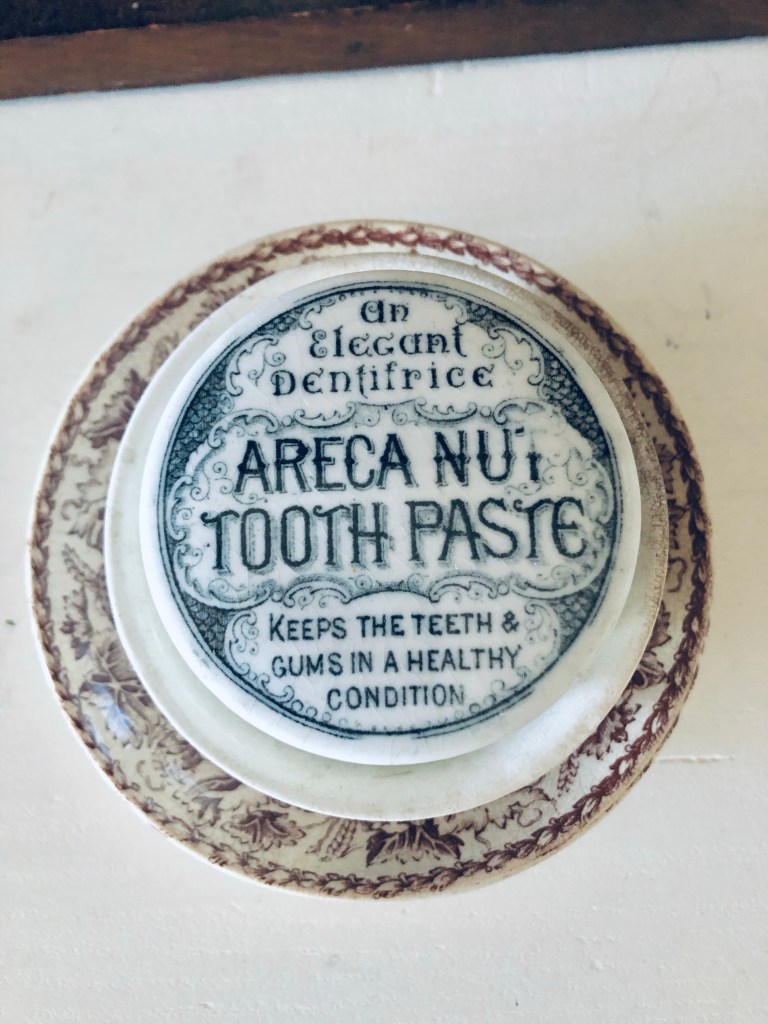 An
Elegant
Dentifrice
ARECA NUT
TOOTH PASTE
KEEPS THE TEETH &
GUMS IN A HEALTHY
CONDITION